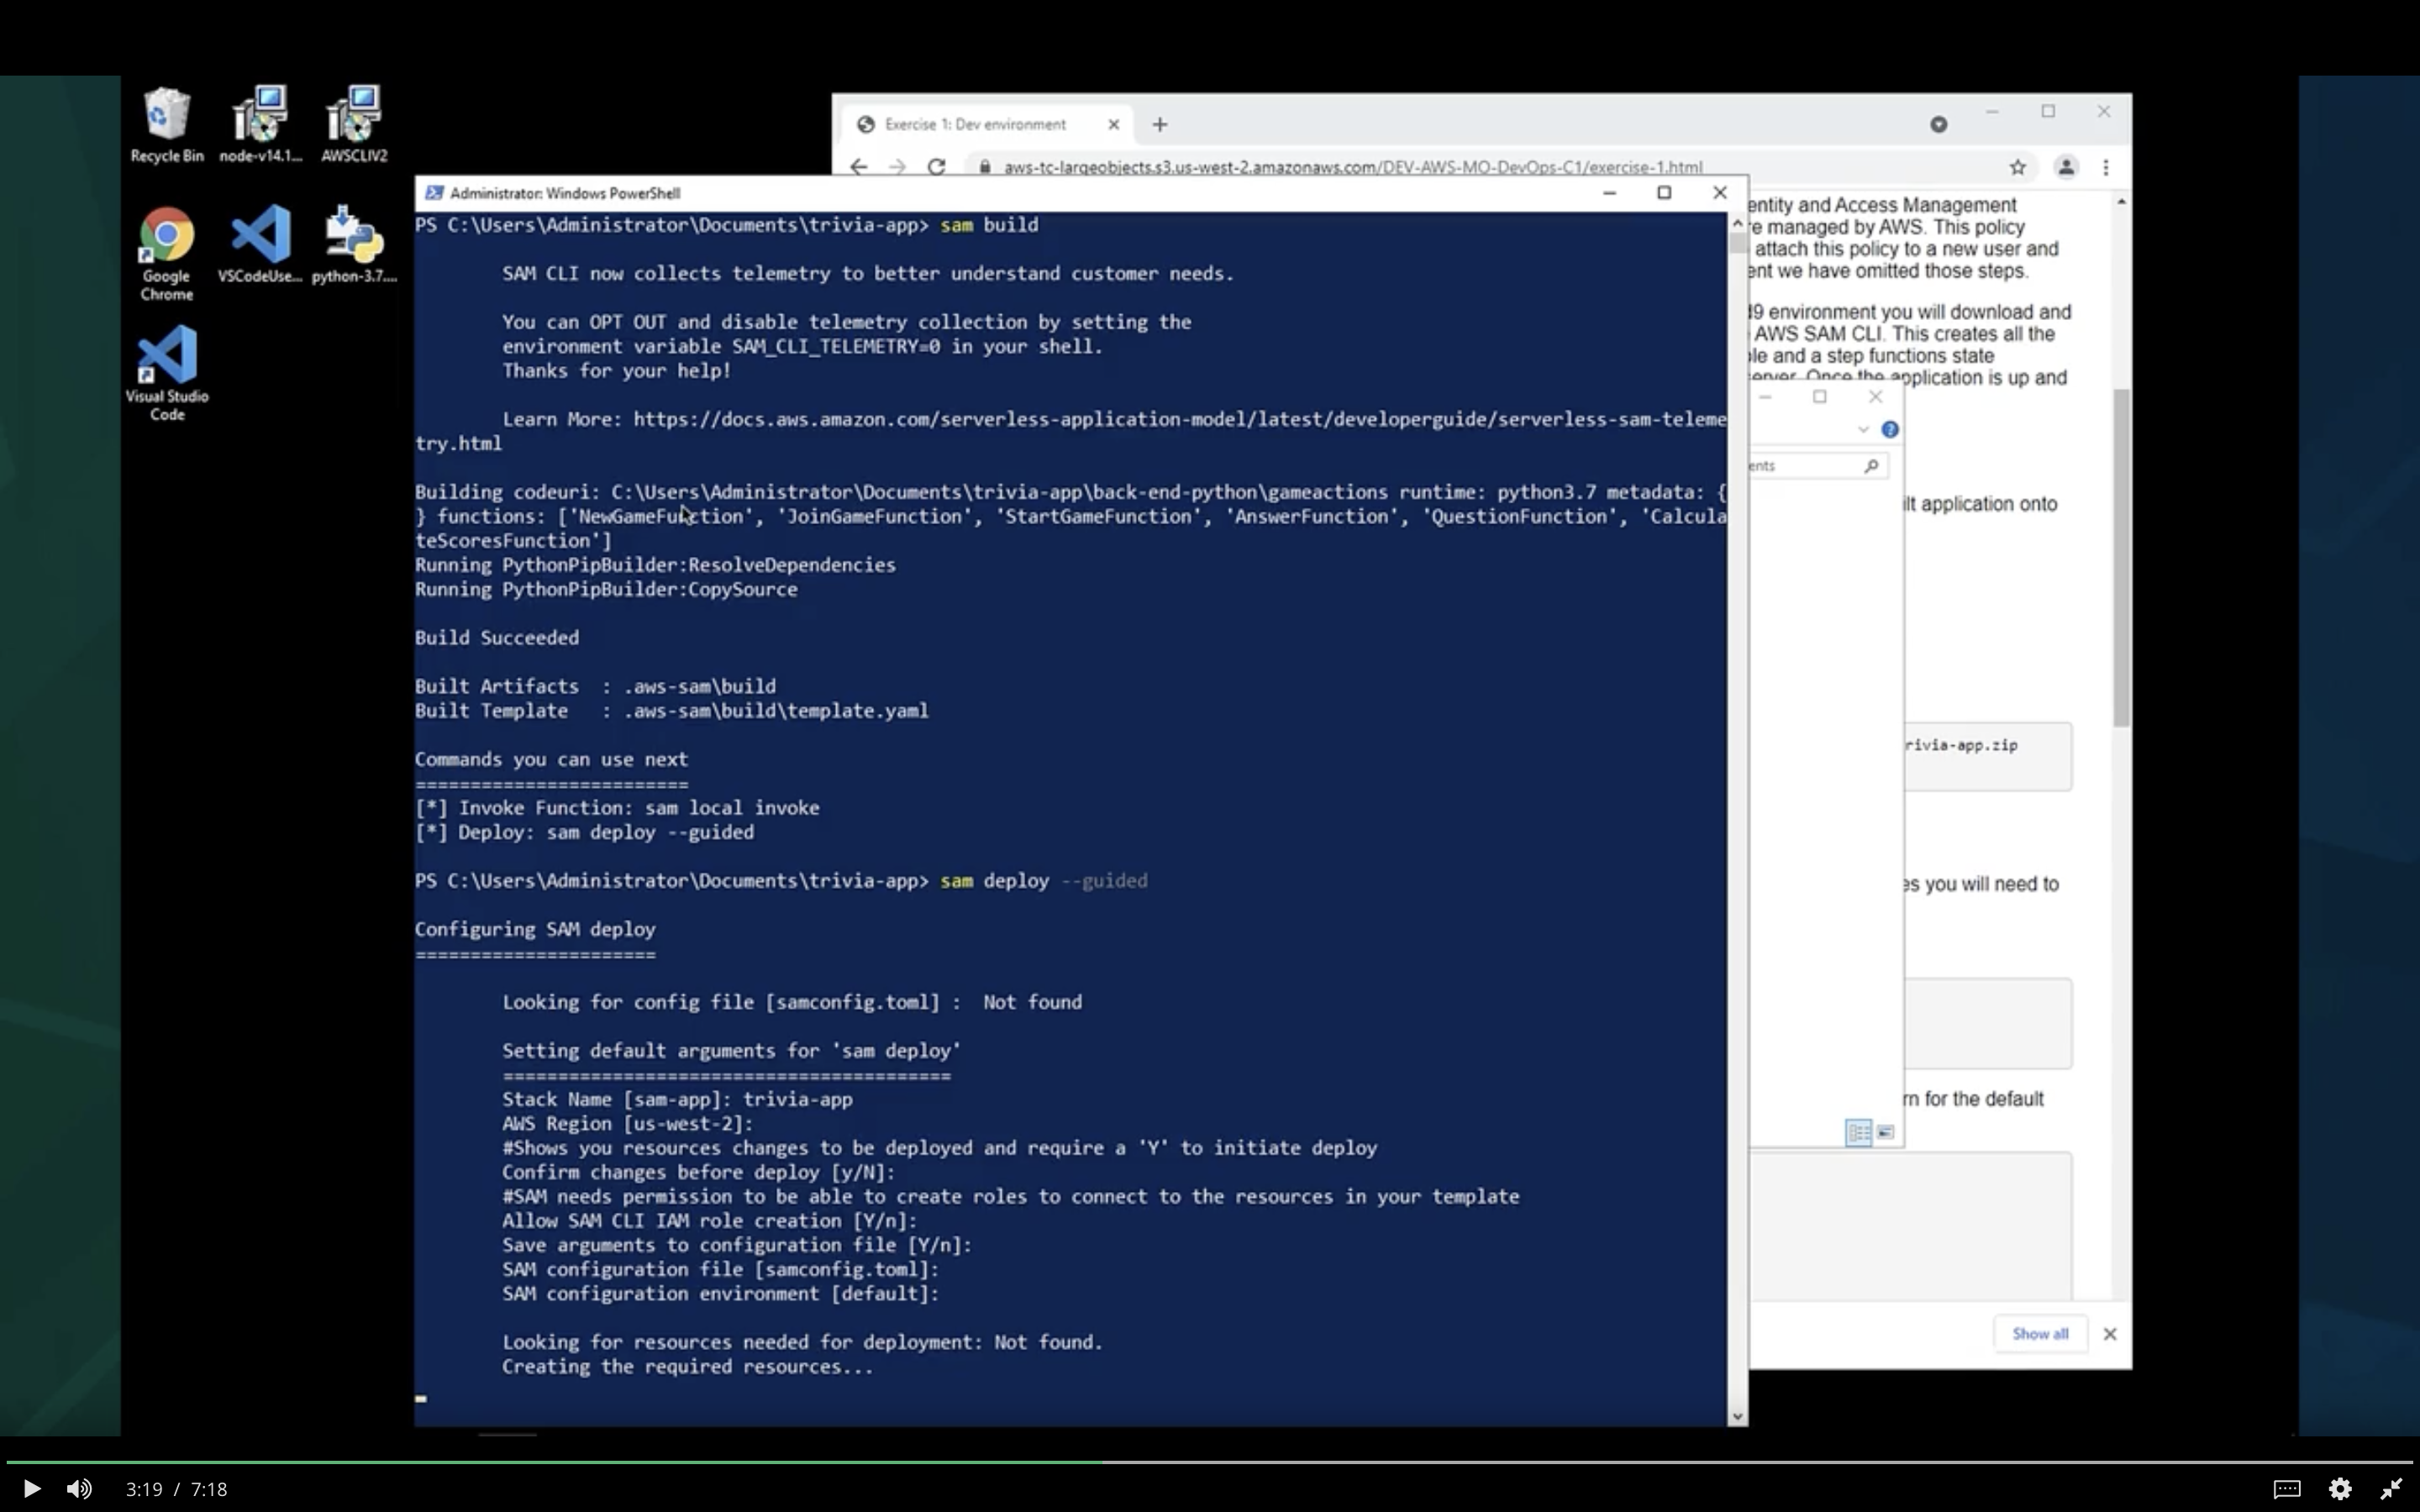 Recycle Bin
node-v14.1...
AWSCLIV2
Google
Chrome
VSCodeUse...
python-3.7....
Visual Studio
Code
Exercise 1: Dev environment
aws-tc-largeobjects.s3.us-west-2.amazonaws.com/DEV-AWS-MO-DevOps-C1/exercise-1.html
Administrator: Windows PowerShell
PS C:\Users\Administrator\Documents\trivia-app> sam build
SAM CLI now collects telemetry to better understand customer needs.
You can OPT OUT and disable telemetry collection by setting the
environment variable SAM_CLI_TELEMETRY=0 in your shell.
Thanks for your help!
Learn More: https://docs.aws.amazon.com/serverless-application-model/latest/developerguide/serverless-sam-teleme
try.html
Building codeuri: C:\Users\Administrator\Documents\trivia-app\back-end-python\gameactions runtime: python3.7 metadata: {
} functions: ['NewGameFunction', 'JoinGameFunction', 'StartGameFunction', 'AnswerFunction', 'QuestionFunction', 'Calcula
teScoresFunction']
Running PythonPipBuilder:ResolveDependencies
Running PythonPipBuilder:CopySource
Build Succeeded
Built Artifacts  : .aws-sam\build
Built Template   : .aws-sam\build\template.yaml
Commands you can use next
=========================
[*] Invoke Function: sam local invoke
[*] Deploy: sam deploy --guided
PS C:\Users\Administrator\Documents\trivia-app> sam deploy --guided
Configuring SAM deploy
======================
Looking for config file [samconfig.toml] :  Not found
Setting default arguments for 'sam deploy'
=========================================
Stack Name [sam-app]: trivia-app
AWS Region [us-west-2]:
#Shows you resources changes to be deployed and require a 'Y' to initiate deploy
Confirm changes before deploy [y/N]:
#SAM needs permission to be able to create roles to connect to the resources in your template
Allow SAM CLI IAM role creation [Y/n]:
Save arguments to configuration file [Y/n]:
SAM configuration file [samconfig.toml]:
SAM configuration environment [default]:
Looking for resources needed for deployment: Not found.
Creating the required resources...
entity and Access Management
re managed by AWS. This policy
attach this policy to a new user and
ent we have omitted those steps.
l9 environment you will download and
AWS SAM CLI. This creates all the
ole and a step functions state
server. Once the application is up and
ents
ilt application onto
rivia-app.zip
es you will need to
rn for the default
Show all
3:19 / 7:18